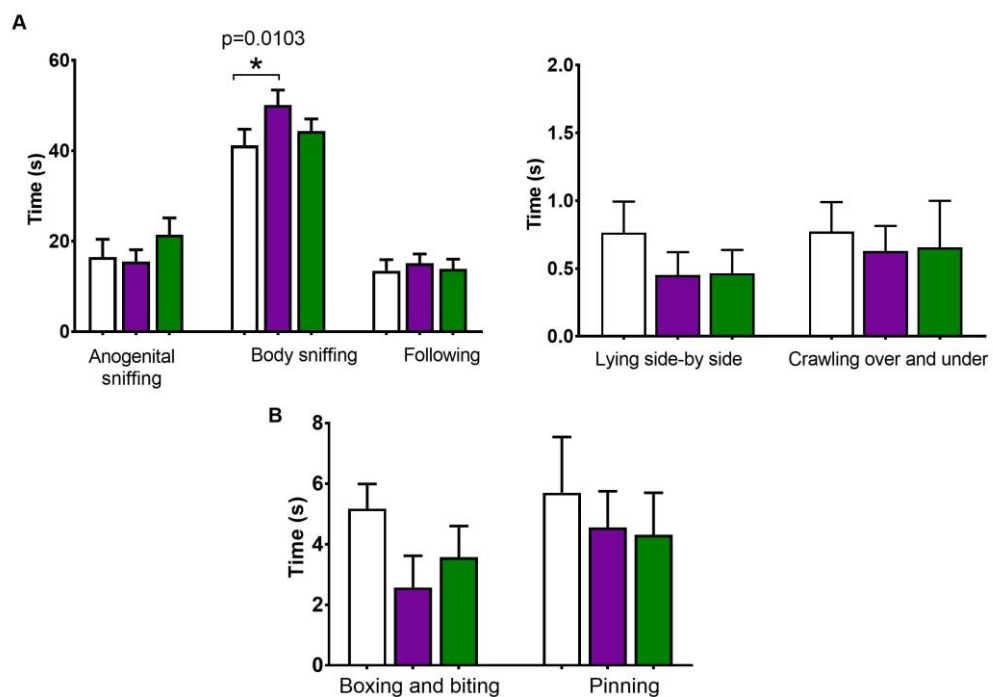 A
p=0.0103
*
60
40
20
0
Time (s)
Anogenital
sniffing
Body sniffing
Following
2.0
1.5
1.0
0.5
0.0
Time (s)
Lying side-by side
Crawling over and under
B
8
6
4
2
0
Time (s)
Boxing and biting
Pinning